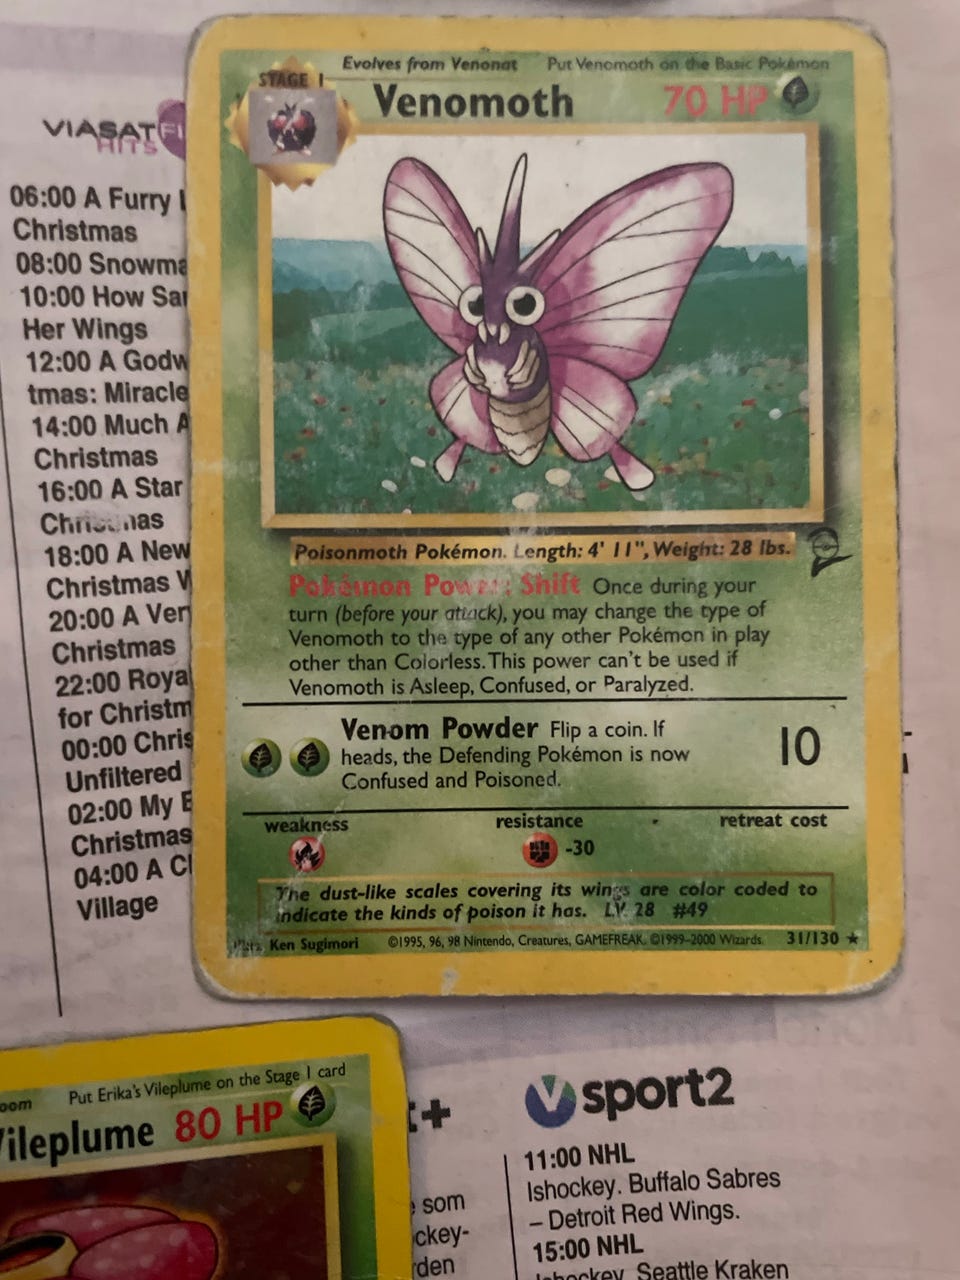 Evolves from Venonat Put Venomoth on the Basic Pokémon
STAGE 1
Venomoth 70 HP
Poisonmoth Pokémon. Length: 4' 11", Weight: 28 lbs.
Pokémon Power: Shift Once during your
turn (before your attack), you may change the type of
Venomoth to the type of any other Pokémon in play
other than Colorless. This power can't be used if
Venomoth is Asleep, Confused, or Paralyzed.
Venom Powder Flip a coin. If
heads, the Defending Pokémon is now
Confused and Poisoned.
10
weakness resistance retreat cost
-30
The dust-like scales covering its wings are color coded to
indicate the kinds of poison it has. LV. 28 #49
Illus. Ken Sugimori ©1995, 96, 98 Nintendo, Creatures, GAMEFREAK. ©1999-2000 Wizards. 31/130 ★
VIASAT FI
HITS
06:00 A Furry
Christmas
08:00 Snowma
10:00 How Sa
Her Wings
12:00 A Godw
tmas: Miracle
14:00 Much A
Christmas
16:00 A Star
Christmas
18:00 A New
Christmas
20:00 A Ver
Christmas
22:00 Roya
for Christm
00:00 Chris
Unfiltered
02:00 My
Christmas
04:00 A C
Village
oom Put Erika's Vileplume on the Stage 1 card
Vileplume 80 HP
t+
som
ckey-
rden
V sport2
11:00 NHL
Ishockey. Buffalo Sabres
– Detroit Red Wings.
15:00 NHL
Ishockey. Seattle Kraken